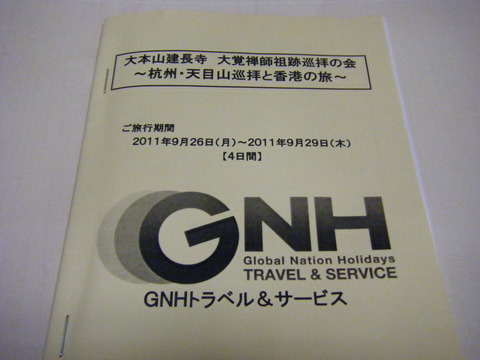 大本山建長寺 大覚禅師祖跡巡拝の会
~杭州・天目山巡拝と香港の旅~
ご旅行期間
2011年9月26日(月)~2011年9月29日(木)
【4日間】
GNH
Global Nation Holidays
TRAVEL & SERVICE
GNHトラベル&サービス